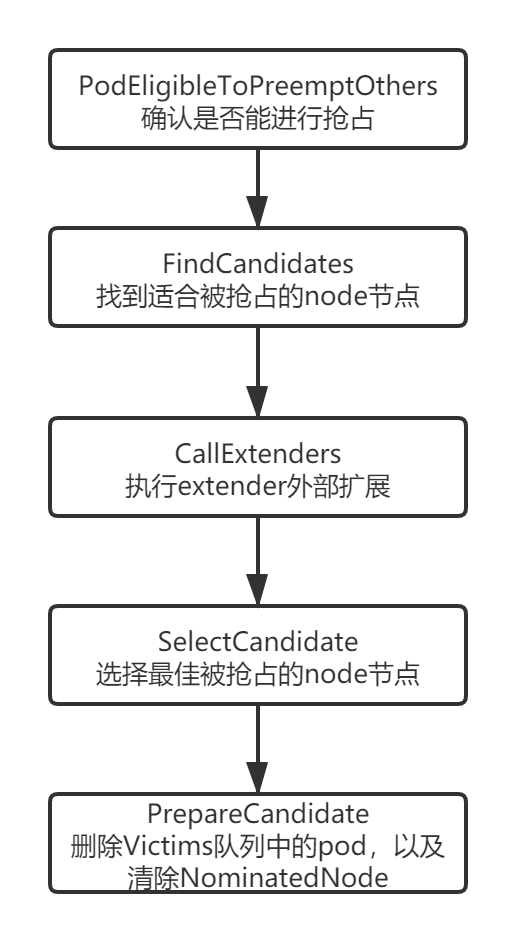 PodEligibleToPreemptOthers
确认是否能进行抢占
FindCandidates
找到适合被抢占的node节点
CallExtenders
执行extender外部扩展
SelectCandidate
选择最佳被抢占的node节点
PrepareCandidate
删除Victims队列中的pod，以及
清除NominatedNode